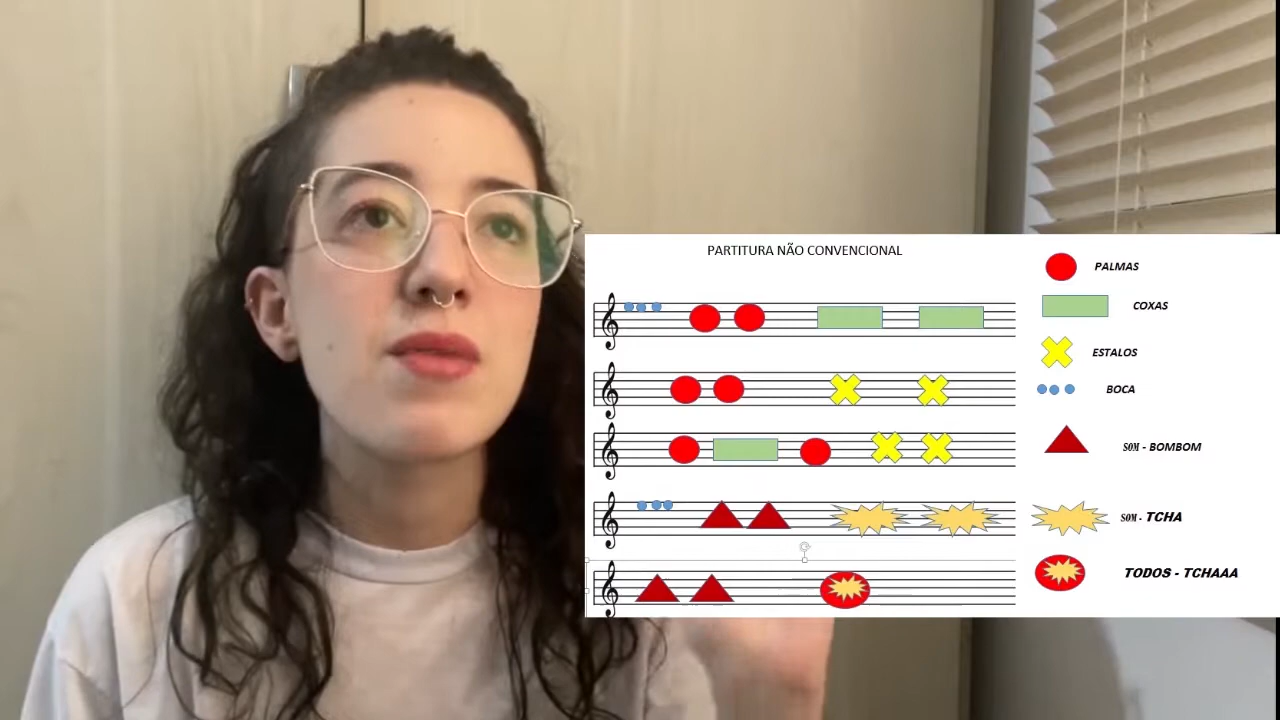 PARTITURA NÃO CONVENCIONAL
PALMAS
COXAS
ESTALOS
BOCA
SOM - BOMBOM
SOM - TCHA
TODOS - TCHAAA